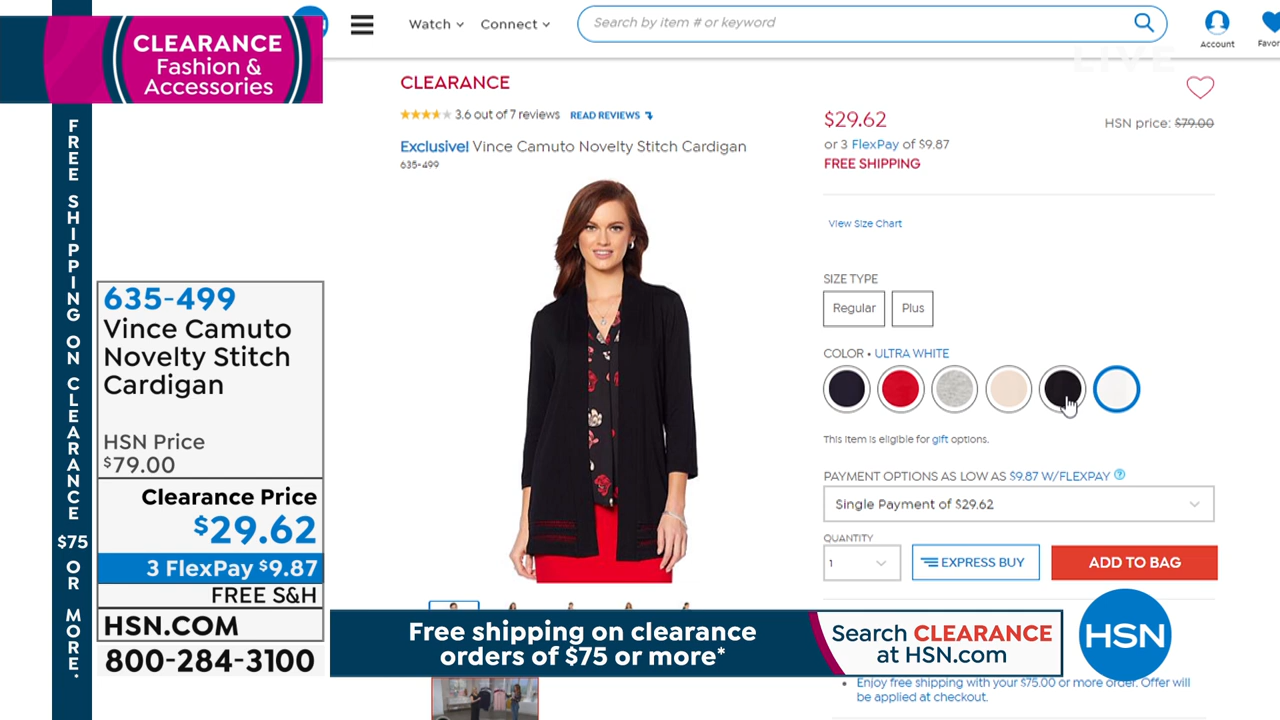 CLEARANCE
Fashion &
Accessories
FREE SHIPPING ON CLEARANCE $75 OR MORE.
635-499
Vince Camuto
Novelty Stitch
Cardigan
HSN Price
$79.00
Clearance Price
$29.62
3 FlexPay $9.87
FREE S&H
HSN.COM
800-284-3100
Watch
Connect
Search by item # or keyword
Account
Favor
LIVE
CLEARANCE
3.6 out of 7 reviews READ REVIEWS
Exclusive! Vince Camuto Novelty Stitch Cardigan
635-499
$29.62
HSN price: $79.00
or 3 FlexPay of $9.87
FREE SHIPPING
View Size Chart
SIZE TYPE
Regular
Plus
COLOR • ULTRA WHITE
This item is eligible for gift options.
PAYMENT OPTIONS AS LOW AS $9.87 W/FLEXPAY ?
Single Payment of $29.62
QUANTITY
1
EXPRESS BUY
ADD TO BAG
Free shipping on clearance
orders of $75 or more*
Search CLEARANCE
at HSN.com
HSN
• Enjoy free shipping with your $75.00 or more order. Offer will
be applied at checkout.